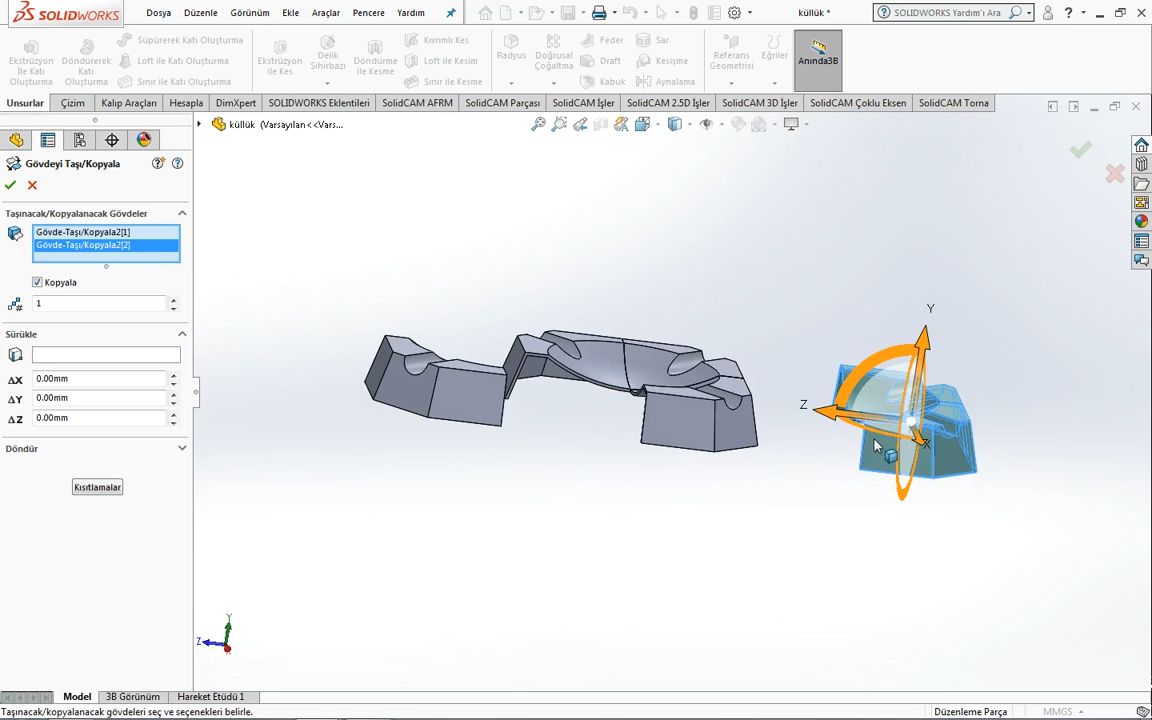 SOLIDWORKS
Dosya Düzenle Görünüm Ekle Araçlar Pencere Yardım
küllük *
SOLIDWORKS Yardım'ı Ara
Ekstrüzyon İle Katı Oluşturma
Döndürerek Katı Oluşturma
Süpürerek Katı Oluşturma
Loft ile Katı Oluşturma
Sınır ile Katı Oluşturma
Ekstrüzyon ile Kes
Delik Sihirbazı
Döndürme ile Kesme
Kıvrımlı Kes
Loft ile Kesim
Sınır ile Kesme
Radyus
Doğrusal Çoğaltma
Feder
Draft
Kabuk
Sar
Kesişme
Aynalama
Referans Geometrisi
Eğriler
Anında3B
Unsurlar Çizim Kalıp Araçları Hesapla DimXpert SOLIDWORKS Eklentileri SolidCAM AFRM SolidCAM Parçası SolidCAM İşler SolidCAM 2.5D İşler SolidCAM 3D İşler SolidCAM Çoklu Eksen SolidCAM Torna
küllük (Varsayılan<<Vars...
Gövdeyi Taşı/Kopyala
Taşınacak/Kopyalanacak Gövdeler
Gövde-Taşı/Kopyala2[1]
Gövde-Taşı/Kopyala2[2]
Kopyala
1
Sürükle
ΔX 0.00mm
ΔY 0.00mm
ΔZ 0.00mm
Döndür
Kısıtlamalar
Y
Z
X
Y
Z
X
Model 3B Görünüm Hareket Etüdü 1
Taşınacak/kopyalanacak gövdeleri seç ve seçenekleri belirle.
Düzenleme Parça
MMGS